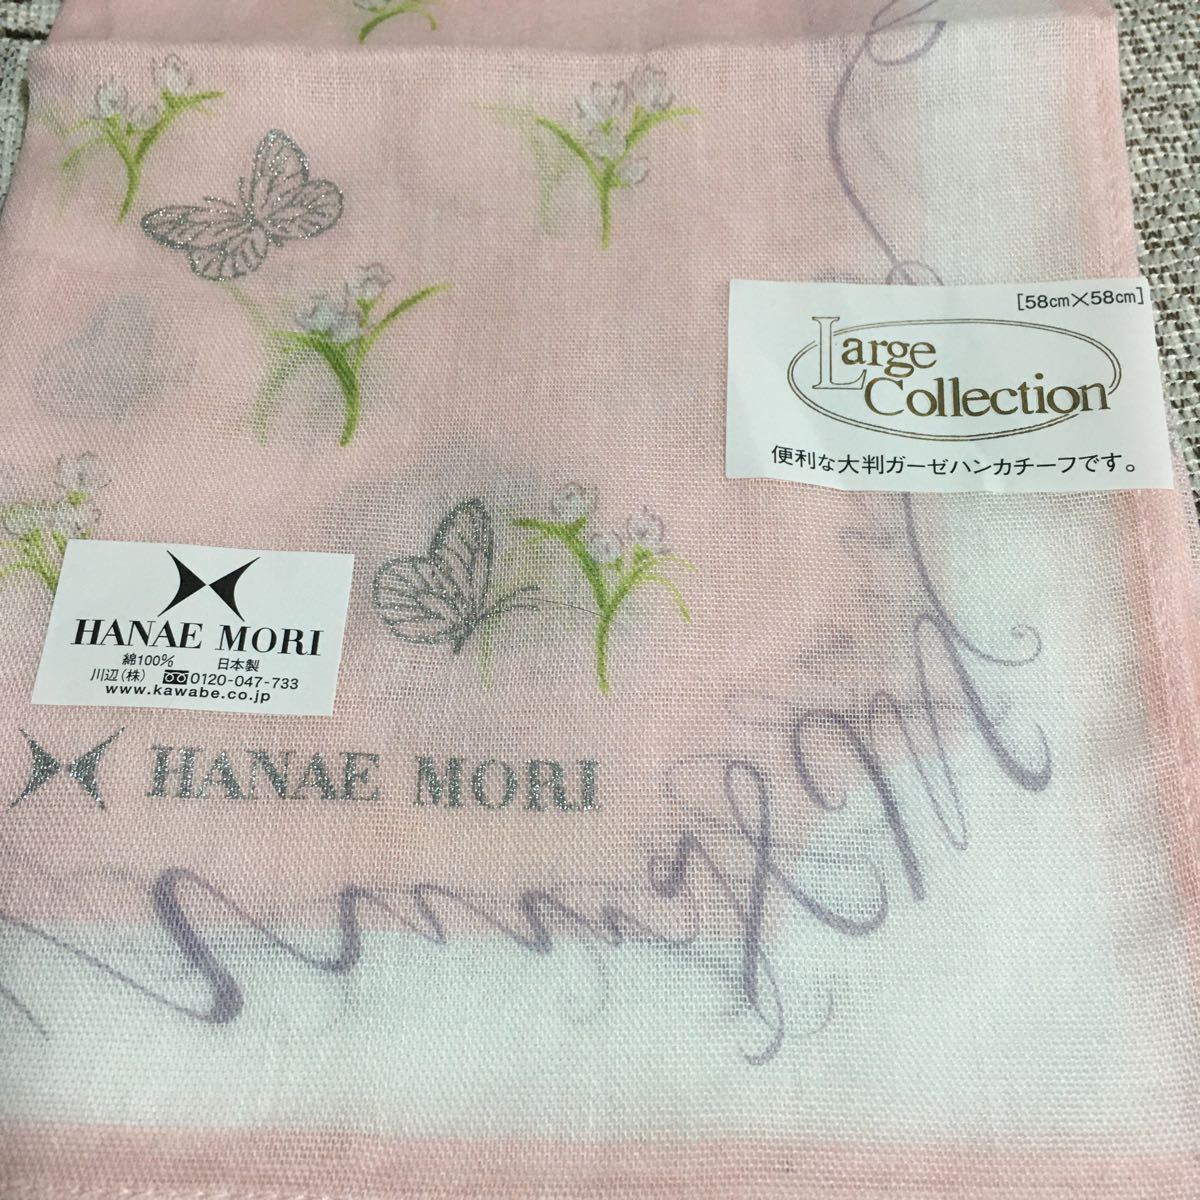 [58cm×58cm]
Large
Collection
便利な大判ガーゼハンカチーフです。
HANAE MORI
綿100% 日本製
川辺(株) 0120-047-733
www.kawabe.co.jp
HANAE MORI